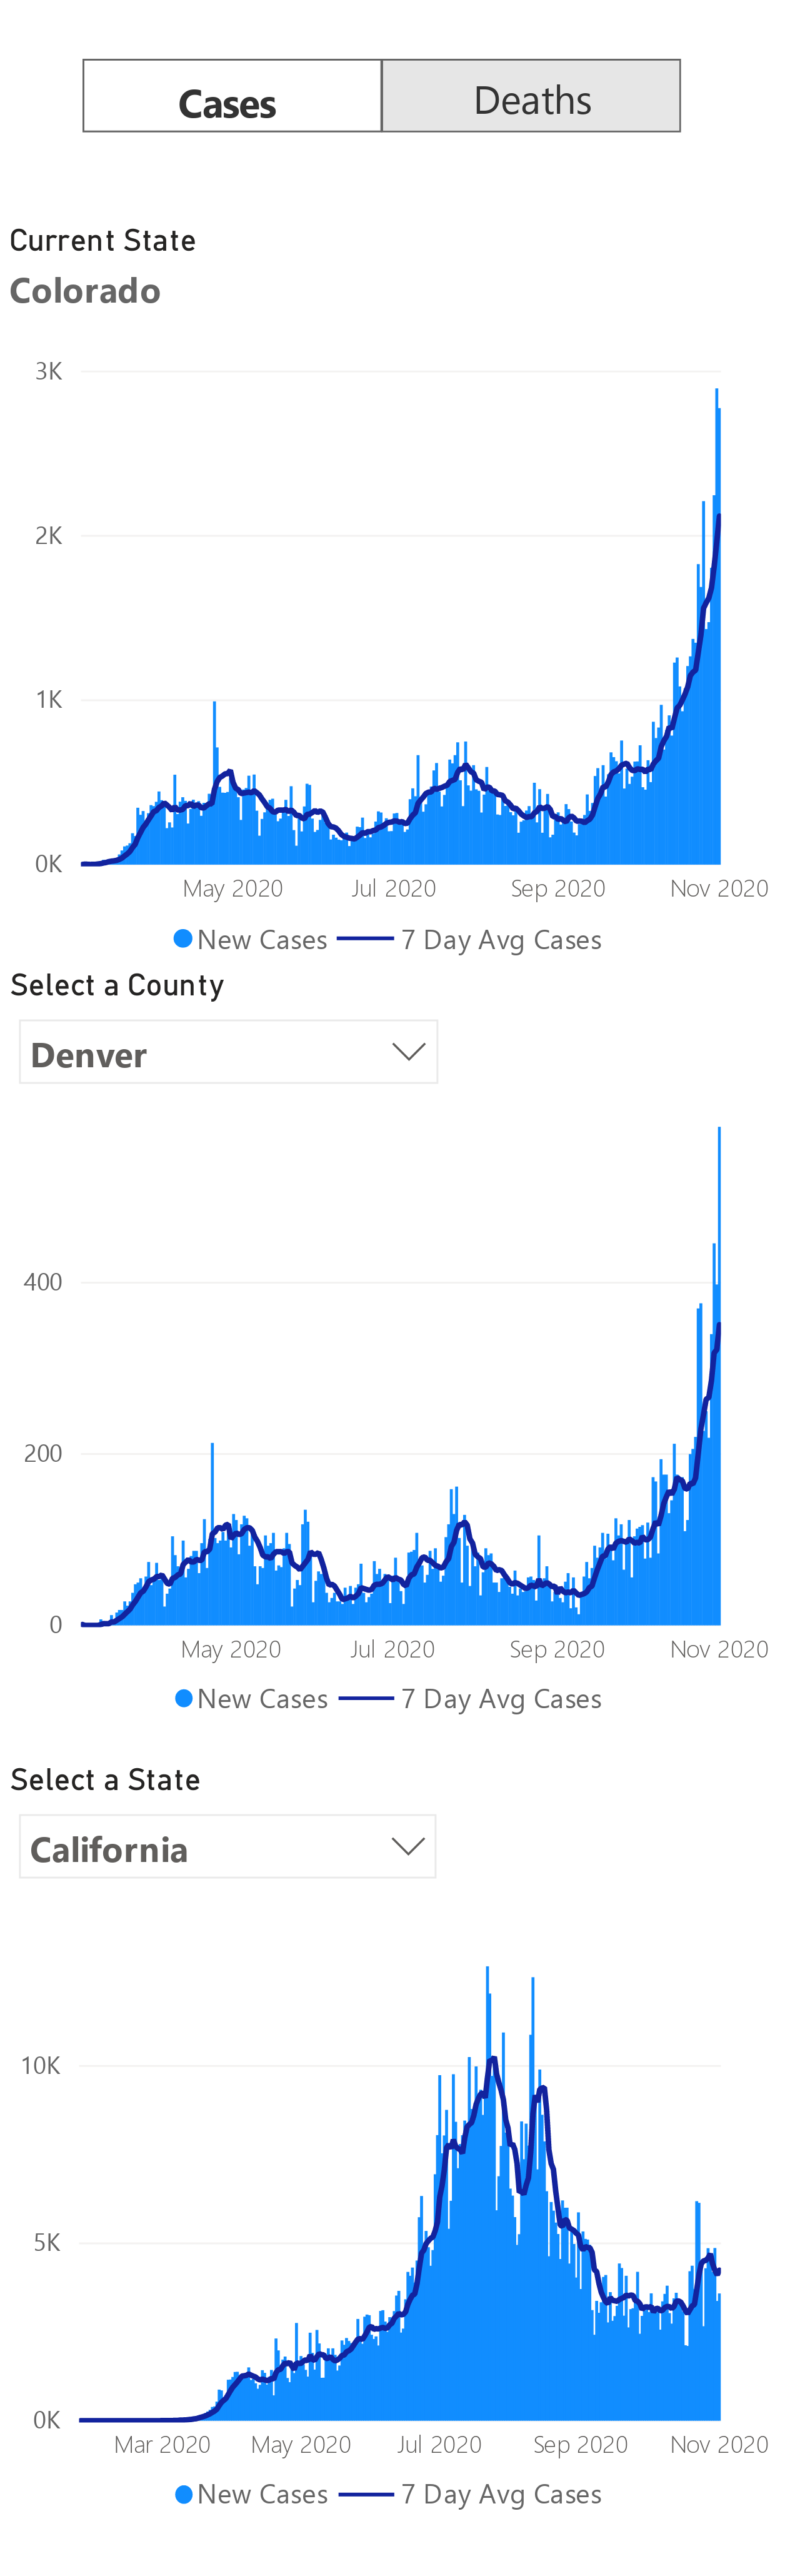 Cases Deaths
Current State
Colorado
3K
2K
1K
0K
May 2020 Jul 2020 Sep 2020 Nov 2020
New Cases 7 Day Avg Cases
Select a County
Denver
400
200
0
May 2020 Jul 2020 Sep 2020 Nov 2020
New Cases 7 Day Avg Cases
Select a State
California
10K
5K
0K
Mar 2020 May 2020 Jul 2020 Sep 2020 Nov 2020
New Cases 7 Day Avg Cases